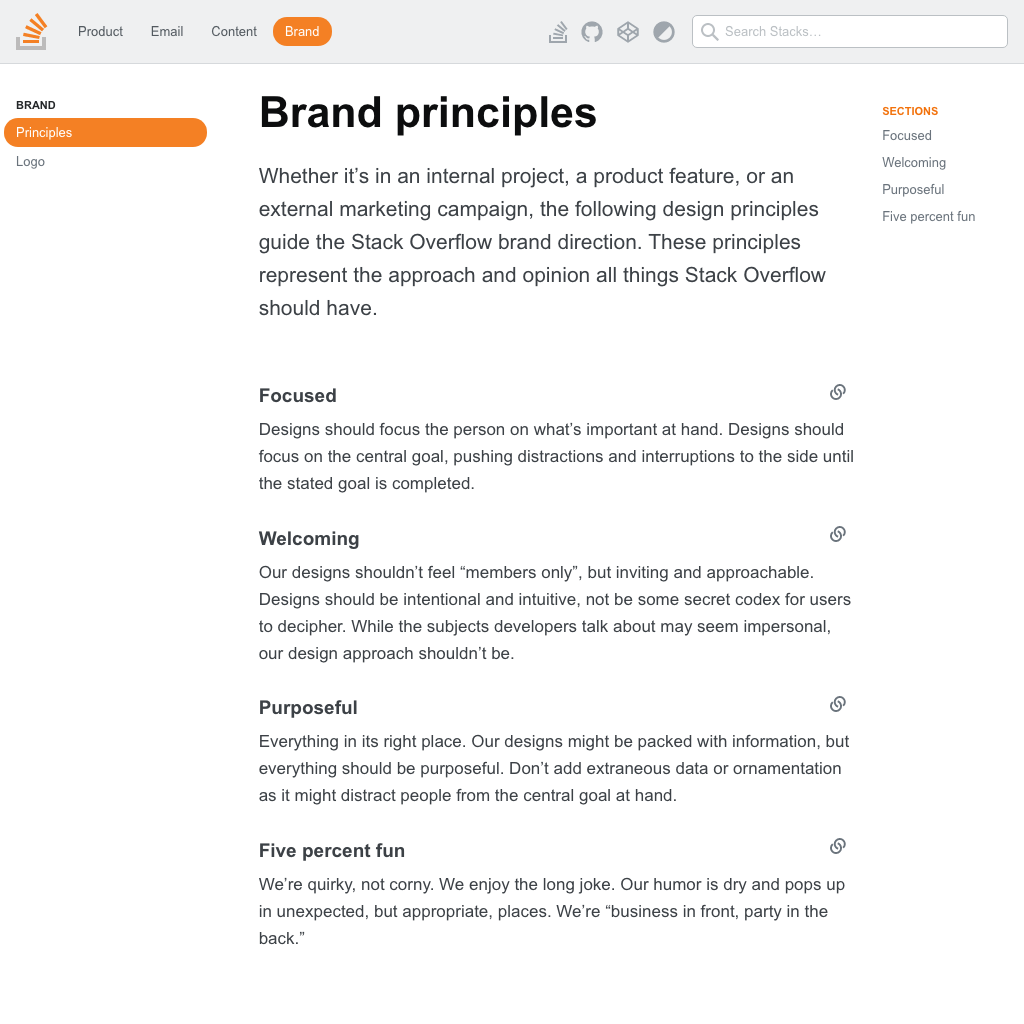 Product Email Content Brand Search Stacks…
BRAND
Principles
Logo
Brand principles
Whether it’s in an internal project, a product feature, or an
external marketing campaign, the following design principles
guide the Stack Overflow brand direction. These principles
represent the approach and opinion all things Stack Overflow
should have.
Focused
Designs should focus the person on what’s important at hand. Designs should
focus on the central goal, pushing distractions and interruptions to the side until
the stated goal is completed.
Welcoming
Our designs shouldn’t feel “members only”, but inviting and approachable.
Designs should be intentional and intuitive, not be some secret codex for users
to decipher. While the subjects developers talk about may seem impersonal,
our design approach shouldn’t be.
Purposeful
Everything in its right place. Our designs might be packed with information, but
everything should be purposeful. Don’t add extraneous data or ornamentation
as it might distract people from the central goal at hand.
Five percent fun
We’re quirky, not corny. We enjoy the long joke. Our humor is dry and pops up
in unexpected, but appropriate, places. We’re “business in front, party in the
back.”
SECTIONS
Focused
Welcoming
Purposeful
Five percent fun